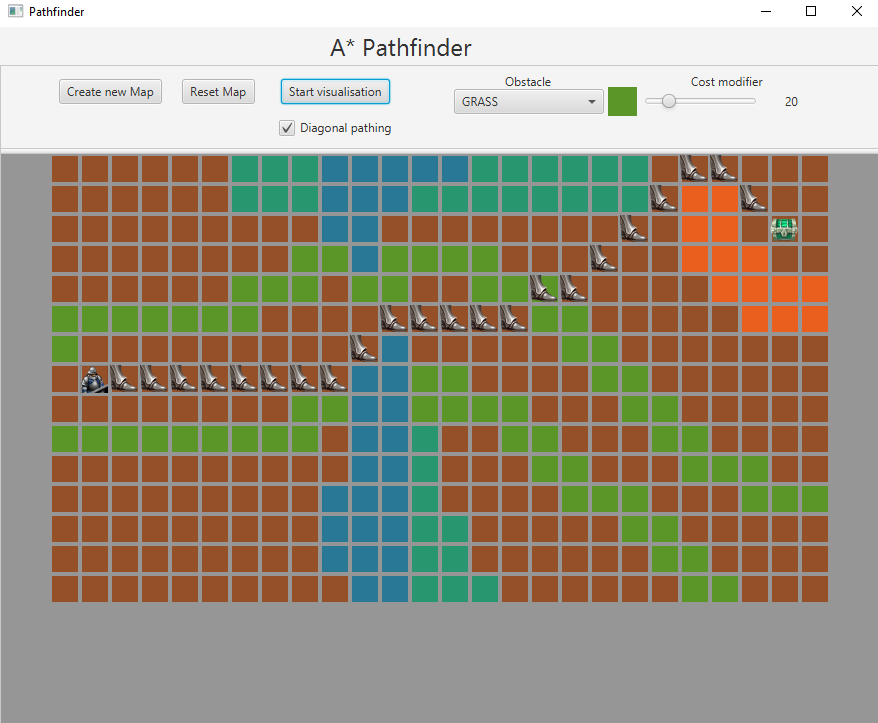 Pathfinder
A* Pathfinder
Create new Map
Reset Map
Start visualisation
Diagonal pathing
Obstacle
GRASS
Cost modifier
20